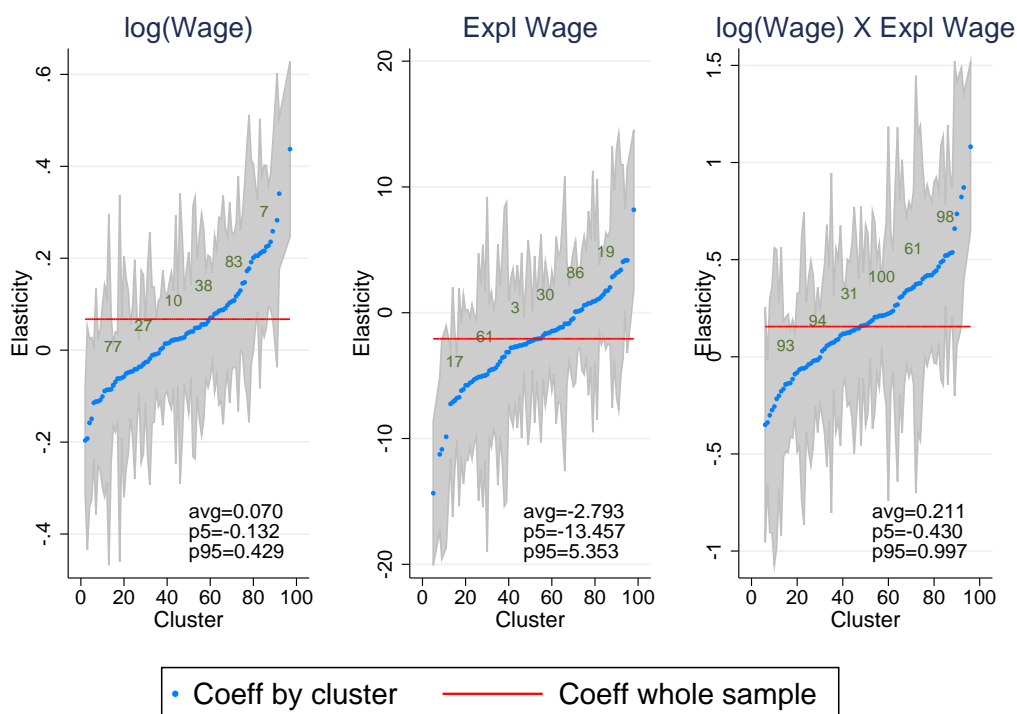 log(Wage)
Elasticity
.6
.4
.2
0
-.2
-.4
77
27
10
38
83
7
avg=0.070
p5=-0.132
p95=0.429
0 20 40 60 80 100
Cluster
Expl Wage
Elasticity
20
10
0
-10
-20
17
61
3
30
86
19
avg=-2.793
p5=-13.457
p95=5.353
0 20 40 60 80 100
Cluster
log(Wage) X Expl Wage
Elasticity
1.5
1
.5
0
-.5
-1
93
94
31
100
61
98
avg=0.211
p5=-0.430
p95=0.997
0 20 40 60 80 100
Cluster
Coeff by cluster
Coeff whole sample